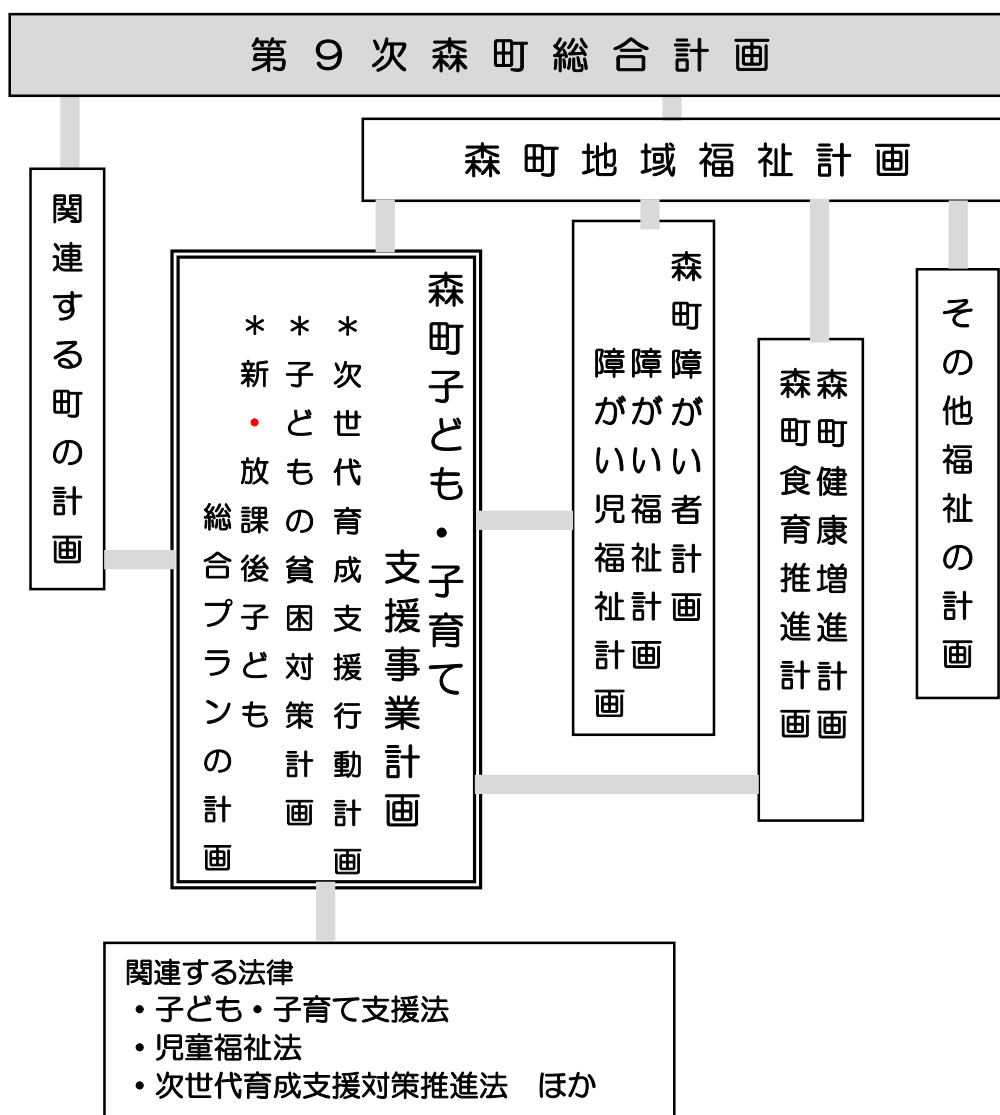 第９次森町総合計画
森町地域福祉計画
関連する町の計画
森町子ども・子育て
支援事業計画
＊次世代育成支援行動計画
＊子どもの貧困対策計画
＊新・放課後子ども
総合プランの計画
森町障がい者計画
障がい福祉計画
障がい児福祉計画
森町健康増進計画
森町食育推進計画
その他福祉の計画
関連する法律
・子ども・子育て支援法
・児童福祉法
・次世代育成支援対策推進法　ほか